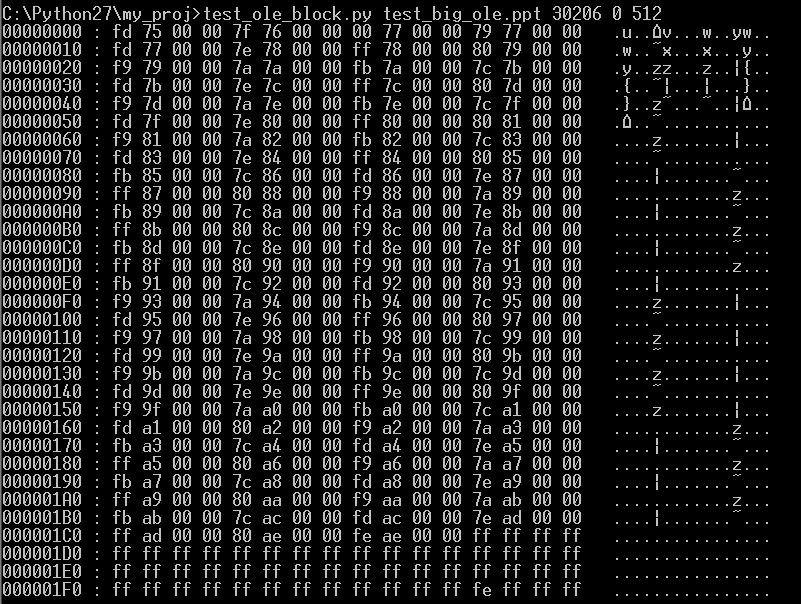 C:\Python27\my_proj>test_ole_block.py test_big_ole.ppt 30206 0 512
00000000 : fd 75 00 00 7f 76 00 00 00 77 00 00 79 77 00 00   .u..⌂v...w..yw..
00000010 : fd 77 00 00 7e 78 00 00 ff 78 00 00 80 79 00 00   .w..~x...x...y..
00000020 : f9 79 00 00 7a 7a 00 00 fb 7a 00 00 7c 7b 00 00   .y..zz...z..|{..
00000030 : fd 7b 00 00 7e 7c 00 00 ff 7c 00 00 80 7d 00 00   .{..~|...|...}..
00000040 : f9 7d 00 00 7a 7e 00 00 fb 7e 00 00 7c 7f 00 00   .}..z~...~..|⌂..
00000050 : fd 7f 00 00 7e 80 00 00 ff 80 00 00 80 81 00 00   .⌂..~...........
00000060 : f9 81 00 00 7a 82 00 00 fb 82 00 00 7c 83 00 00   ....z.......|...
00000070 : fd 83 00 00 7e 84 00 00 ff 84 00 00 80 85 00 00   ....~...........
00000080 : fb 85 00 00 7c 86 00 00 fd 86 00 00 7e 87 00 00   ....|.......~...
00000090 : ff 87 00 00 80 88 00 00 f9 88 00 00 7a 89 00 00   ............z...
000000A0 : fb 89 00 00 7c 8a 00 00 fd 8a 00 00 7e 8b 00 00   ....|.......~...
000000B0 : ff 8b 00 00 80 8c 00 00 f9 8c 00 00 7a 8d 00 00   ............z...
000000C0 : fb 8d 00 00 7c 8e 00 00 fd 8e 00 00 7e 8f 00 00   ....|.......~...
000000D0 : ff 8f 00 00 80 90 00 00 f9 90 00 00 7a 91 00 00   ............z...
000000E0 : fb 91 00 00 7c 92 00 00 fd 92 00 00 80 93 00 00   ....|...........
000000F0 : f9 93 00 00 7a 94 00 00 fb 94 00 00 7c 95 00 00   ....z.......|...
00000100 : fd 95 00 00 7e 96 00 00 ff 96 00 00 80 97 00 00   ....~...........
00000110 : f9 97 00 00 7a 98 00 00 fb 98 00 00 7c 99 00 00   ....z.......|...
00000120 : fd 99 00 00 7e 9a 00 00 ff 9a 00 00 80 9b 00 00   ....~...........
00000130 : f9 9b 00 00 7a 9c 00 00 fb 9c 00 00 7c 9d 00 00   ....z.......|...
00000140 : fd 9d 00 00 7e 9e 00 00 ff 9e 00 00 80 9f 00 00   ....~...........
00000150 : f9 9f 00 00 7a a0 00 00 fb a0 00 00 7c a1 00 00   ....z.......|...
00000160 : fd a1 00 00 80 a2 00 00 f9 a2 00 00 7a a3 00 00   ............z...
00000170 : fb a3 00 00 7c a4 00 00 fd a4 00 00 7e a5 00 00   ....|.......~...
00000180 : ff a5 00 00 80 a6 00 00 f9 a6 00 00 7a a7 00 00   ............z...
00000190 : fb a7 00 00 7c a8 00 00 fd a8 00 00 7e a9 00 00   ....|.......~...
000001A0 : ff a9 00 00 80 aa 00 00 f9 aa 00 00 7a ab 00 00   ............z...
000001B0 : fb ab 00 00 7c ac 00 00 fd ac 00 00 7e ad 00 00   ....|.......~...
000001C0 : ff ad 00 00 80 ae 00 00 fe ae 00 00 ff ff ff ff   ................
000001D0 : ff ff ff ff ff ff ff ff ff ff ff ff ff ff ff ff   ................
000001E0 : ff ff ff ff ff ff ff ff ff ff ff ff ff ff ff ff   ................
000001F0 : ff ff ff ff ff ff ff ff ff ff ff ff fe ff ff ff   ................